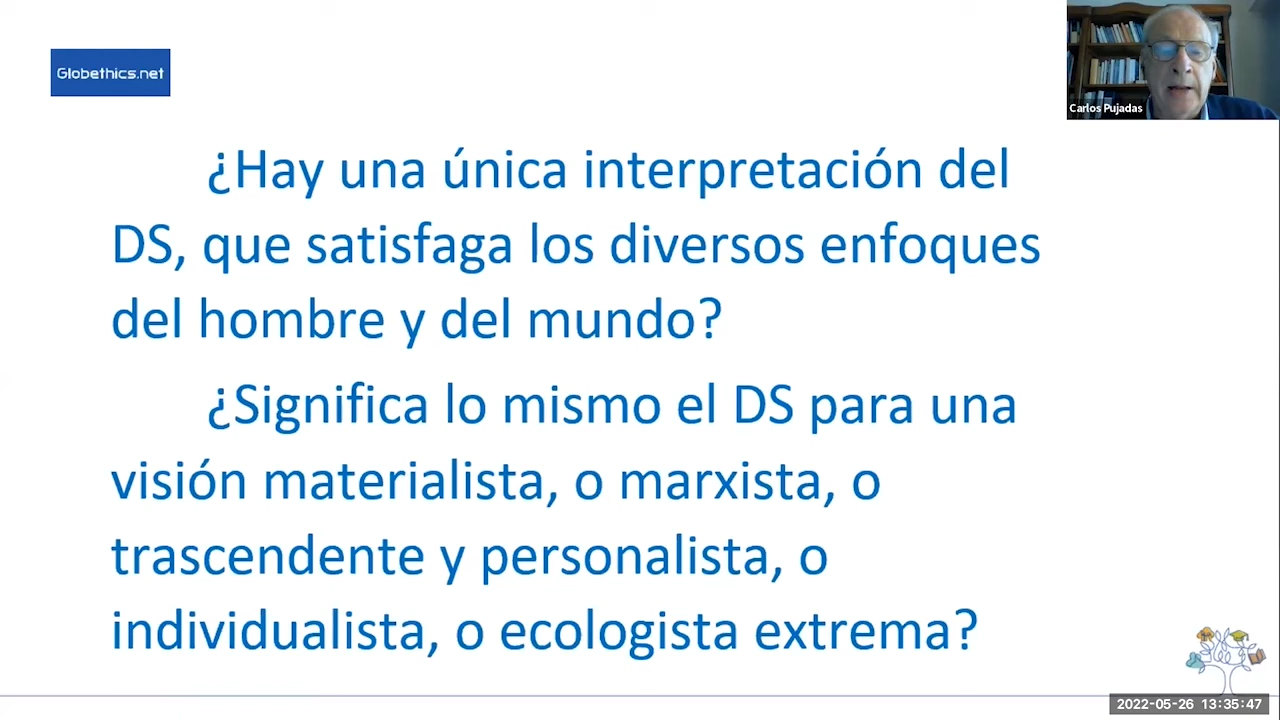 Globethics.net
Carlos Pujadas
¿Hay una única interpretación del
DS, que satisfaga los diversos enfoques
del hombre y del mundo?
¿Significa lo mismo el DS para una
visión materialista, o marxista, o
trascendente y personalista, o
individualista, o ecologista extrema?
2022-05-26 13:35:47